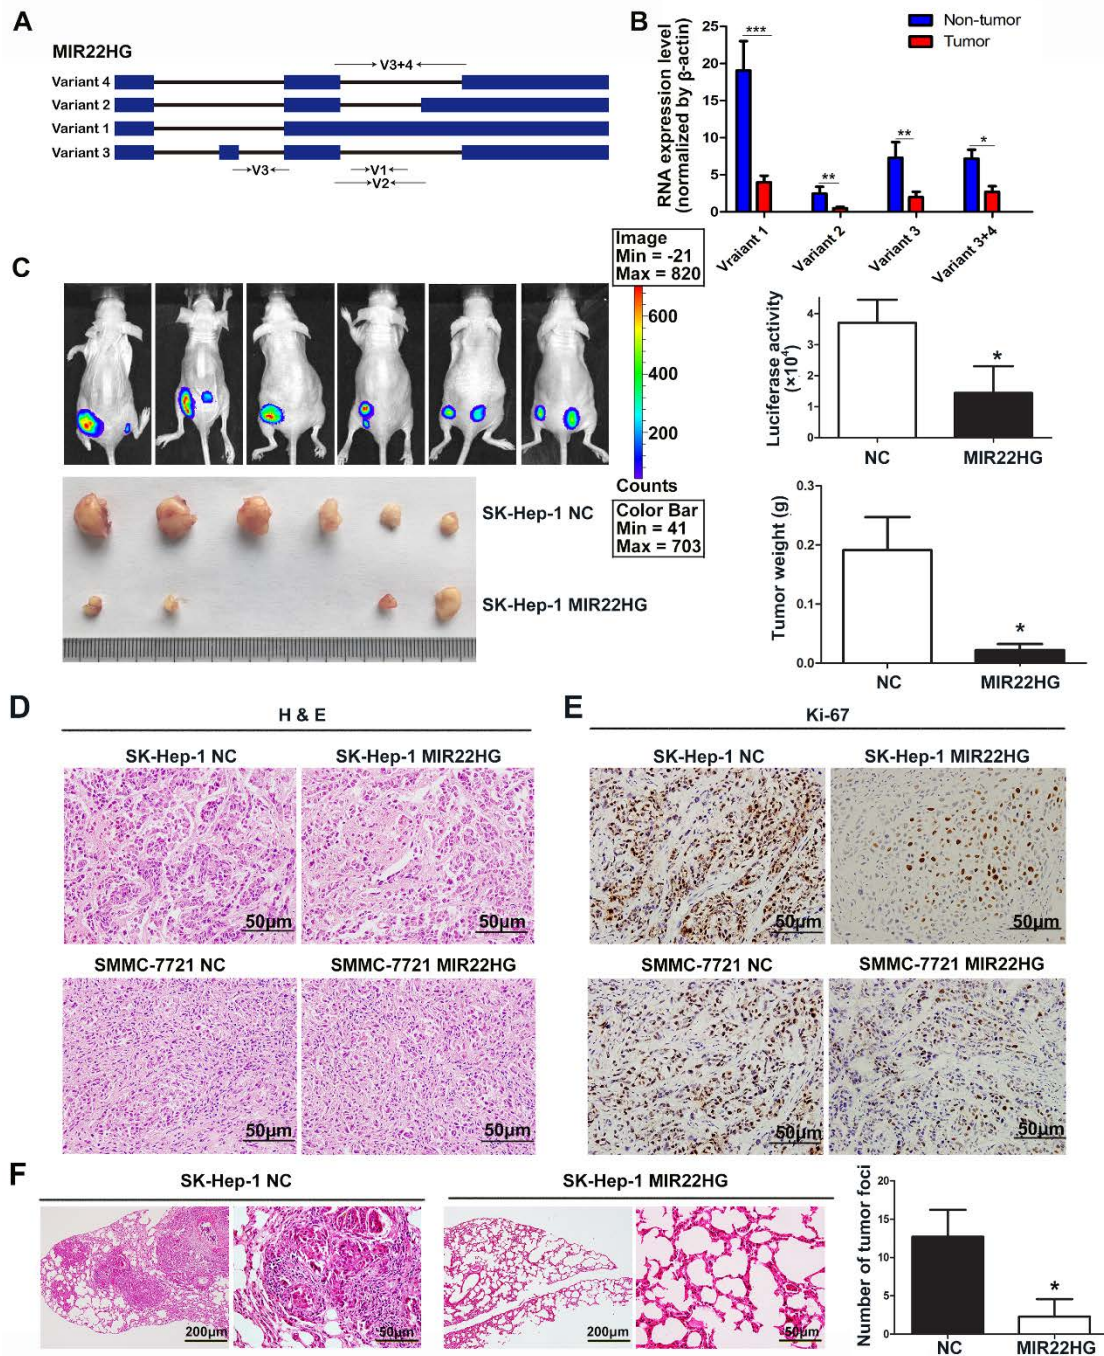 A
MIR22HG
V3+4
Variant 4
Variant 2
Variant 1
Variant 3
V3
V1
V2
B
Non-tumor
Tumor
RNA expression level
(normalized by β-actin)
25
20
15
10
5
0
***
**
**
*
Vraiant 1
Variant 2
Variant 3
Variant 3+4
C
Image
Min = -21
Max = 820
600
400
200
Counts
Color Bar
Min = 41
Max = 703
SK-Hep-1 NC
SK-Hep-1 MIR22HG
Luciferase activity
(×10⁴)
4
3
2
1
0
*
NC
MIR22HG
Tumor weight (g)
0.3
0.2
0.1
0.0
*
NC
MIR22HG
D
H & E
SK-Hep-1 NC
SK-Hep-1 MIR22HG
50μm
50μm
SMMC-7721 NC
SMMC-7721 MIR22HG
50μm
50μm
E
Ki-67
SK-Hep-1 NC
SK-Hep-1 MIR22HG
50μm
50μm
SMMC-7721 NC
SMMC-7721 MIR22HG
50μm
50μm
F
SK-Hep-1 NC
SK-Hep-1 MIR22HG
200μm
50μm
200μm
50μm
Number of tumor foci
20
15
10
5
0
*
NC
MIR22HG